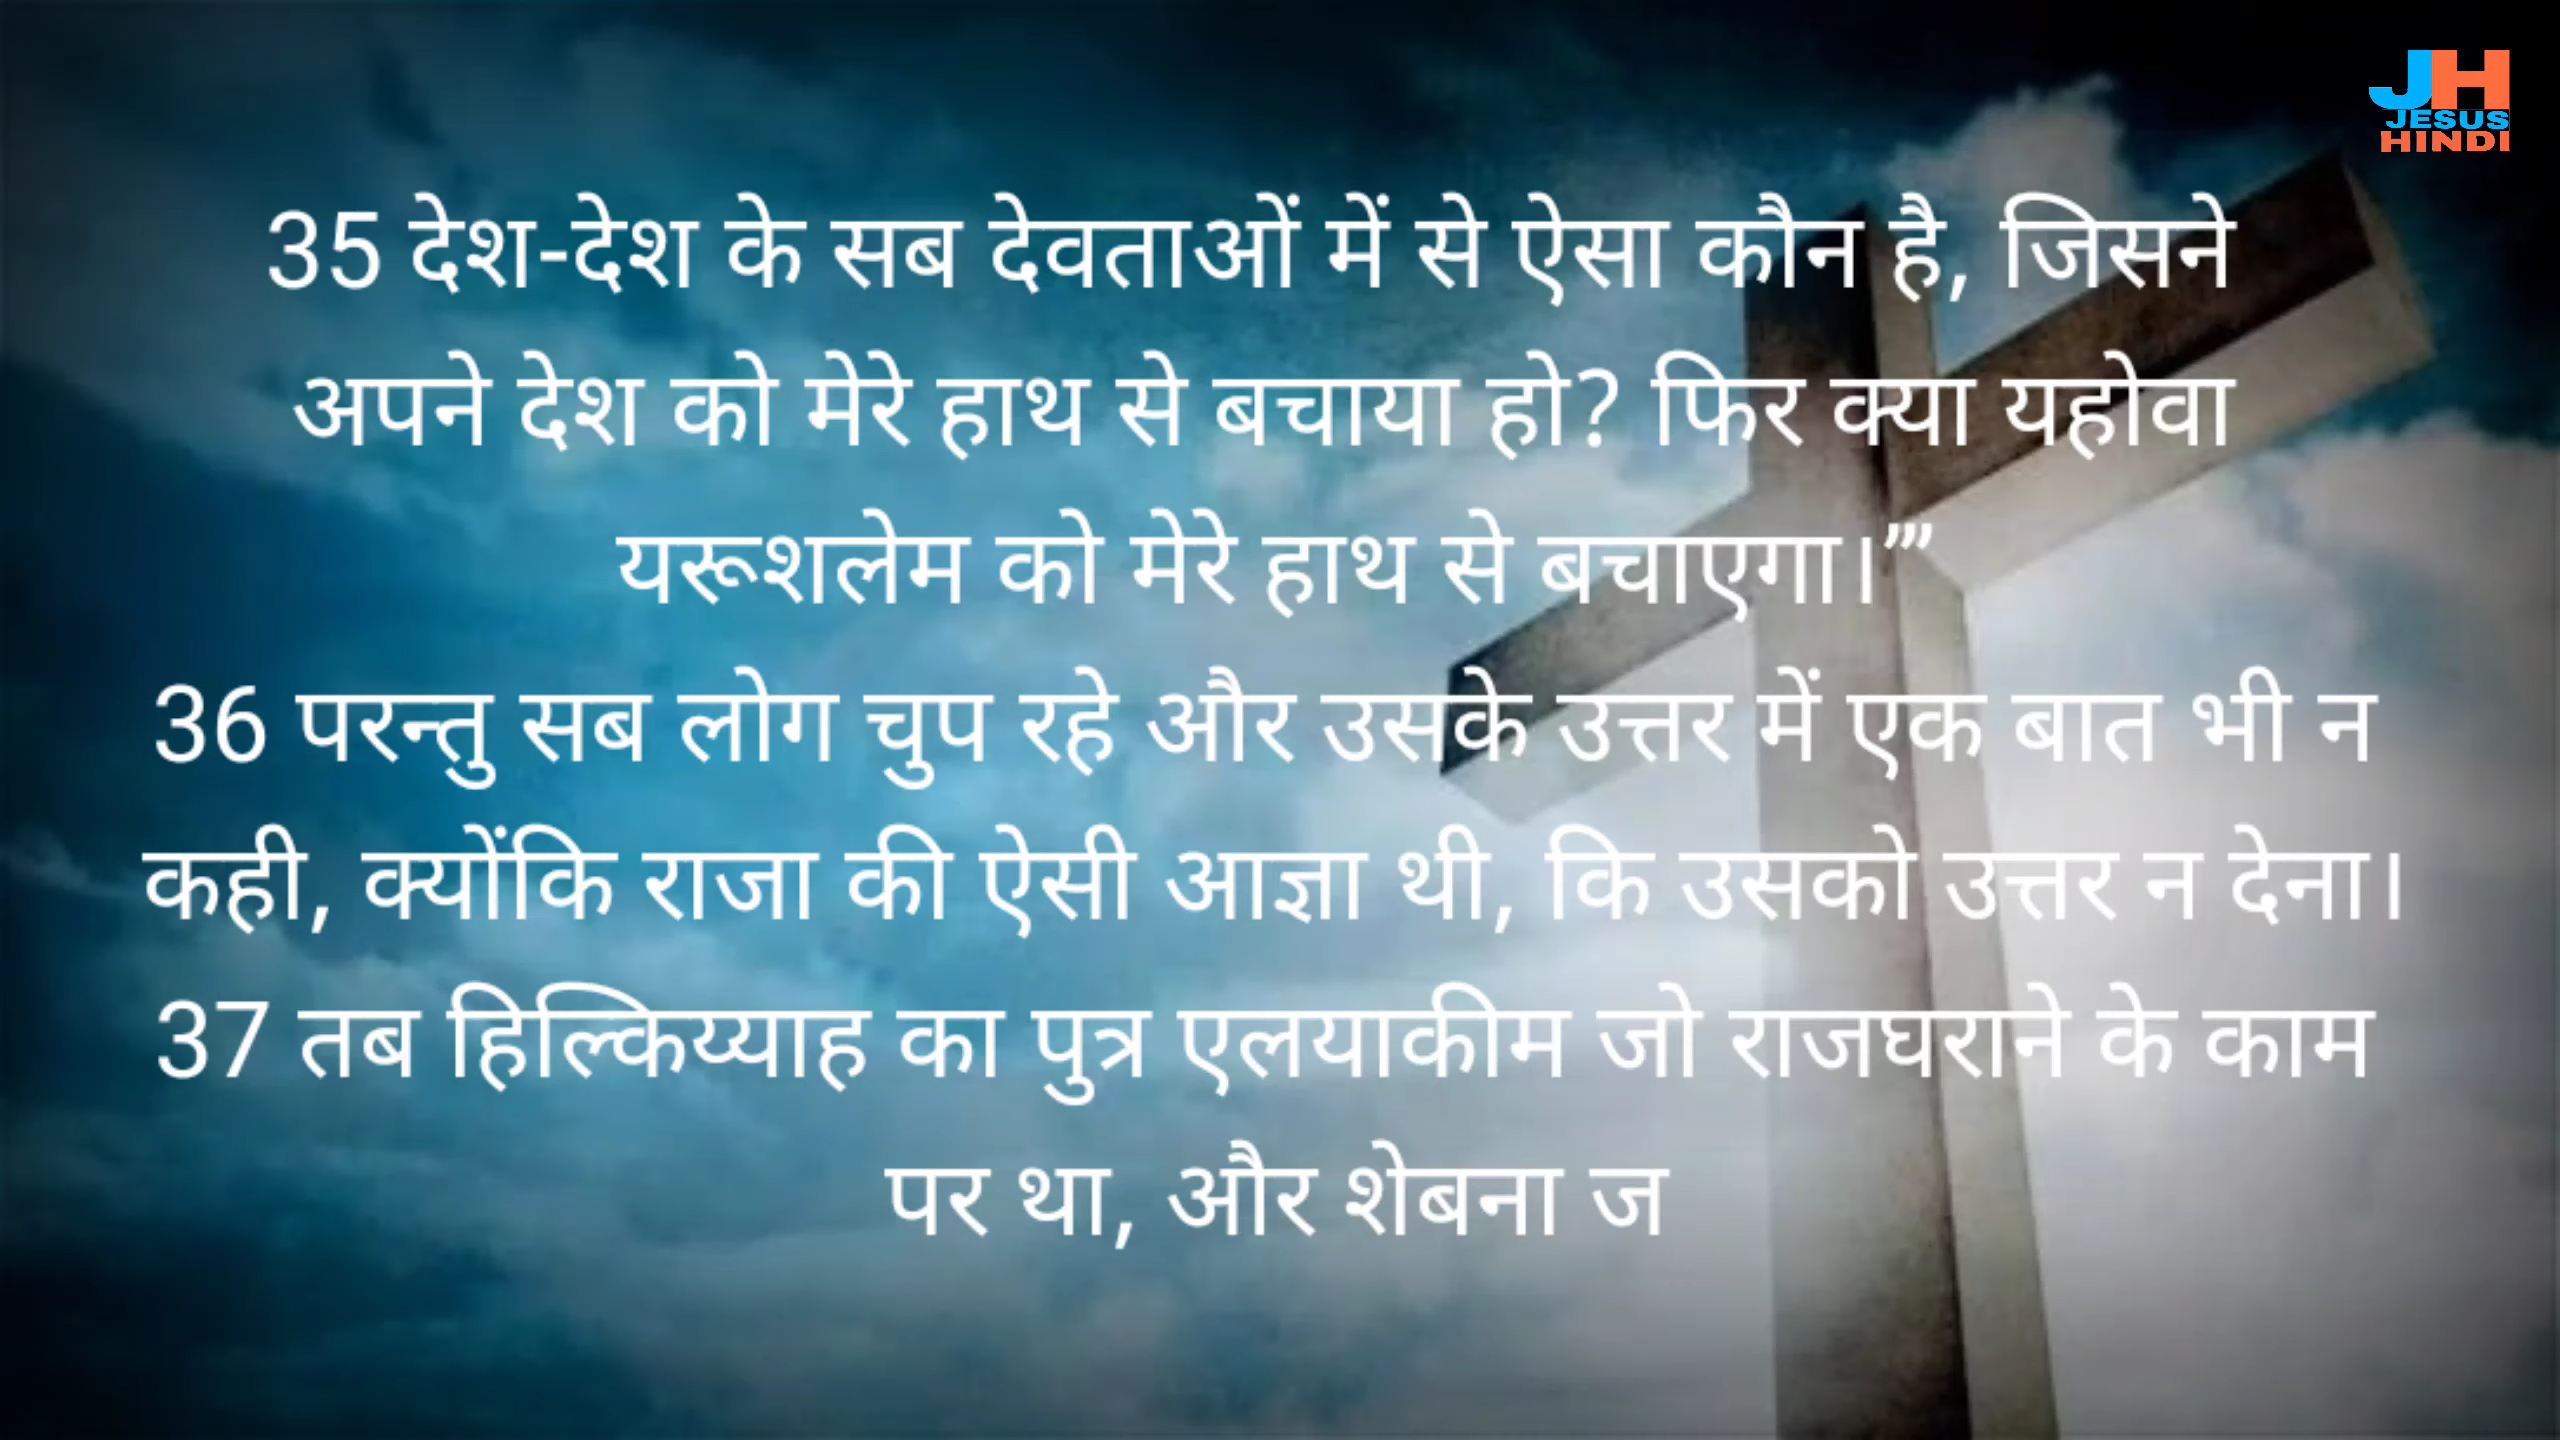 JH
JESUS
HINDI
35 देश-देश के सब देवताओं में से ऐसा कौन है, जिसने
अपने देश को मेरे हाथ से बचाया हो? फिर क्या यहोवा
यरूशलेम को मेरे हाथ से बचाएगा।’”
36 परन्तु सब लोग चुप रहे और उसके उत्तर में एक बात भी न
कही, क्योंकि राजा की ऐसी आज्ञा थी, कि उसको उत्तर न देना।
37 तब हिल्किय्याह का पुत्र एलयाकीम जो राजघराने के काम
पर था, और शेबना ज